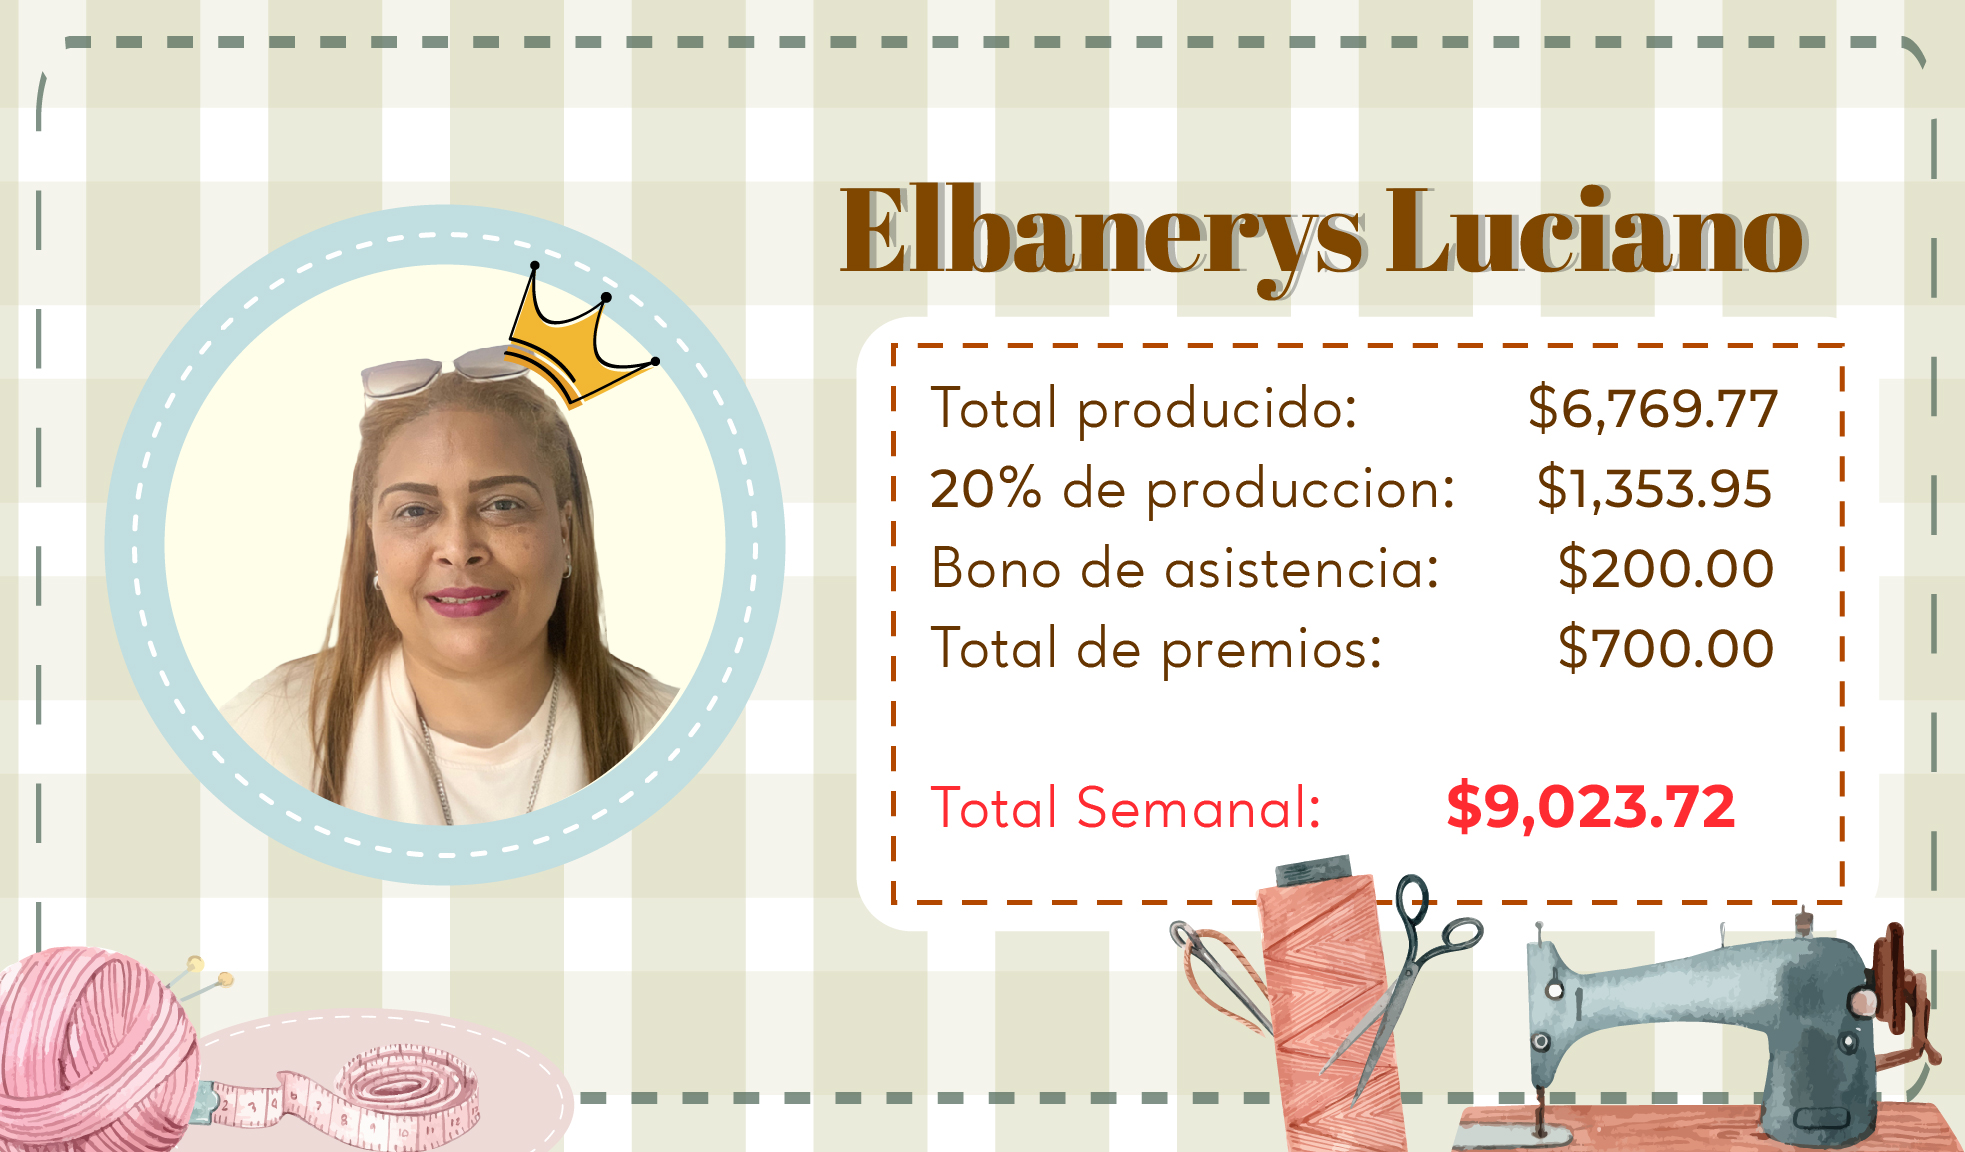 Elbanerys Luciano
Total producido: $6,769.77
20% de produccion: $1,353.95
Bono de asistencia: $200.00
Total de premios: $700.00
Total Semanal: $9,023.72